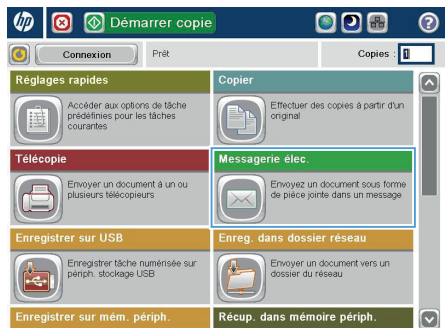 hp
Démarrer copie
?
Connexion
Prêt
Copies : 1
Réglages rapides
Accéder aux options de tâche
prédéfinies pour les tâches
courantes
Copier
Effectuer des copies à partir d'un
original
Télécopie
Envoyer un document à un ou
plusieurs télécopieurs
Messagerie élec.
Envoyez un document sous forme
de pièce jointe dans un message
Enregistrer sur USB
Enregistrer tâche numérisée sur
périph. stockage USB
Enreg. dans dossier réseau
Envoyer un document vers un
dossier du réseau
Enregistrer sur mém. périph.
Récup. dans mémoire périph.